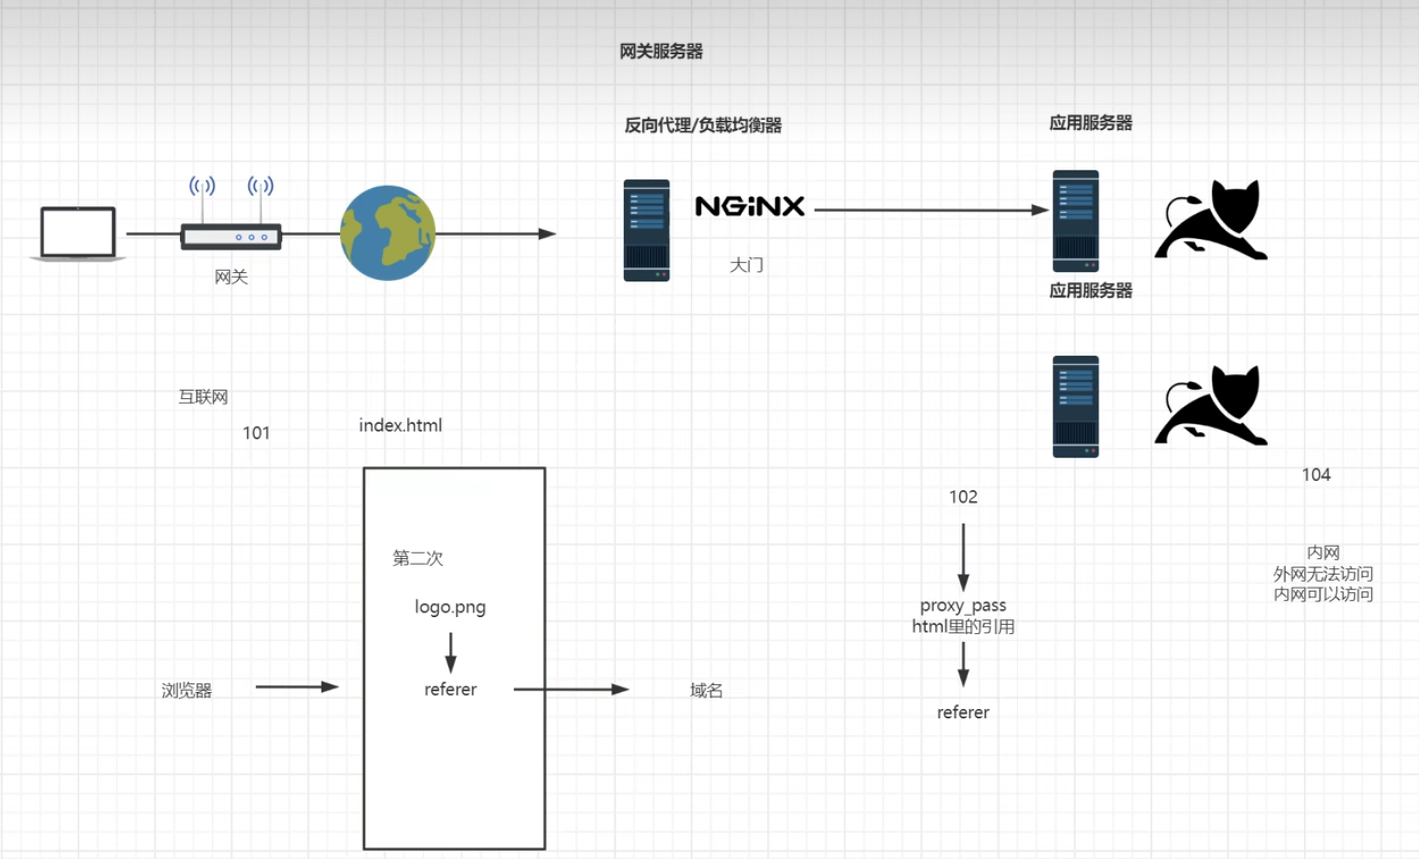 网关服务器
反向代理/负载均衡器
应用服务器
NGiNX
大门
网关
应用服务器
互联网
101
index.html
104
102
第二次
logo.png
referer
浏览器
域名
proxy_pass
html里的引用
referer
内网
外网无法访问
内网可以访问